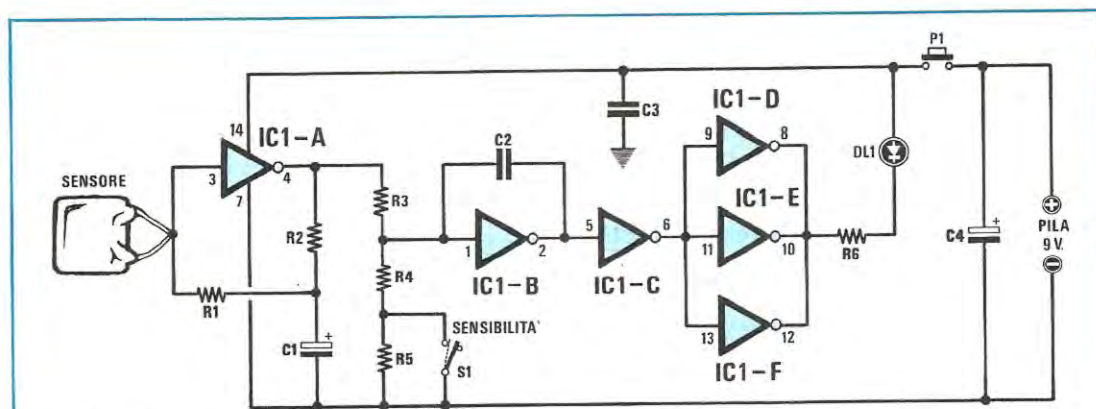 P1
IC1-D
14
IC1-A
C3
9
8
C2
DL1
SENSORE
3
4
IC1-E
7
R3
PILA
9 V.
C4
+
R2
5
6
11
10
R6
1
2
R4
IC1-B
IC1-C
R1
SENSIBILITA'
C1
+
R5
S1
13
12
IC1-F